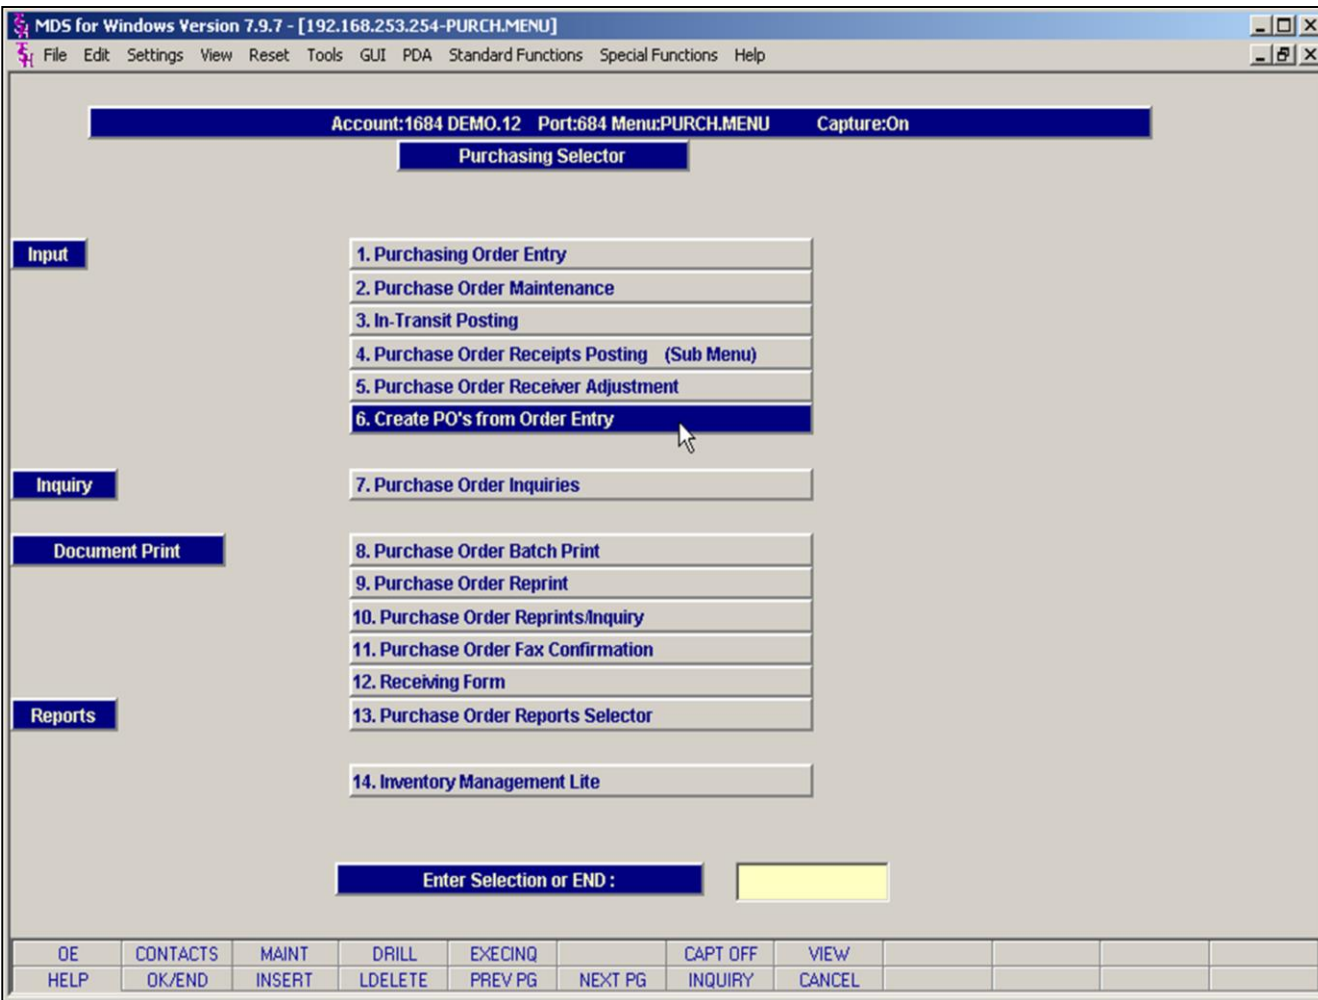 MDS for Windows Version 7.9.7 - [192.168.253.254-PURCH.MENU]
File Edit Settings View Reset Tools GUI PDA Standard Functions Special Functions Help
Account:1684 DEMO.12 Port:684 Menu:PURCH.MENU Capture:On
Purchasing Selector
Input
1. Purchasing Order Entry
2. Purchase Order Maintenance
3. In-Transit Posting
4. Purchase Order Receipts Posting (Sub Menu)
5. Purchase Order Receiver Adjustment
6. Create PO's from Order Entry
Inquiry
7. Purchase Order Inquiries
Document Print
8. Purchase Order Batch Print
9. Purchase Order Reprint
10. Purchase Order Reprints/Inquiry
11. Purchase Order Fax Confirmation
12. Receiving Form
Reports
13. Purchase Order Reports Selector
14. Inventory Management Lite
Enter Selection or END :
OE CONTACTS MAINT DRILL EXECINQ CAPT OFF VIEW
HELP OK/END INSERT LDELETE PREV PG NEXT PG INQUIRY CANCEL